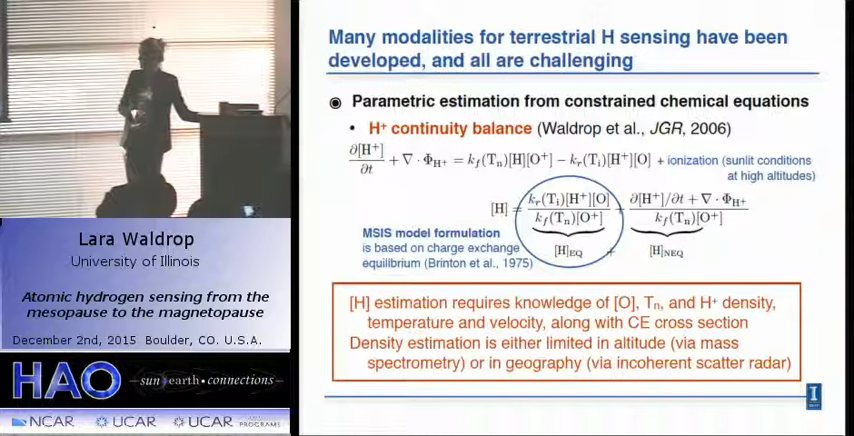 Many modalities for terrestrial H sensing have been
developed, and all are challenging
◉ Parametric estimation from constrained chemical equations
• H⁺ continuity balance (Waldrop et al., JGR, 2006)
∂[H⁺]/∂t + ∇ · Φ_H⁺ = k_f(T_n)[H][O⁺] − k_r(T_i)[H⁺][O] + ionization (sunlit conditions
at high altitudes)
[H] = k_r(T_i)[H⁺][O] / k_f(T_n)[O⁺] + ∂[H⁺]/∂t + ∇ · Φ_H⁺ / k_f(T_n)[O⁺]
[H]_EQ + [H]_NEQ
MSIS model formulation
is based on charge exchange
equilibrium (Brinton et al., 1975)
[H] estimation requires knowledge of [O], Tₙ, and H⁺ density,
temperature and velocity, along with CE cross section
Density estimation is either limited in altitude (via mass
spectrometry) or in geography (via incoherent scatter radar)
I
Lara Waldrop
University of Illinois
Atomic hydrogen sensing from the
mesopause to the magnetopause
December 2nd, 2015 Boulder, CO. U.S.A.
HAO –sun earth•connections–
NCAR UCAR UCAR PROGRAMS